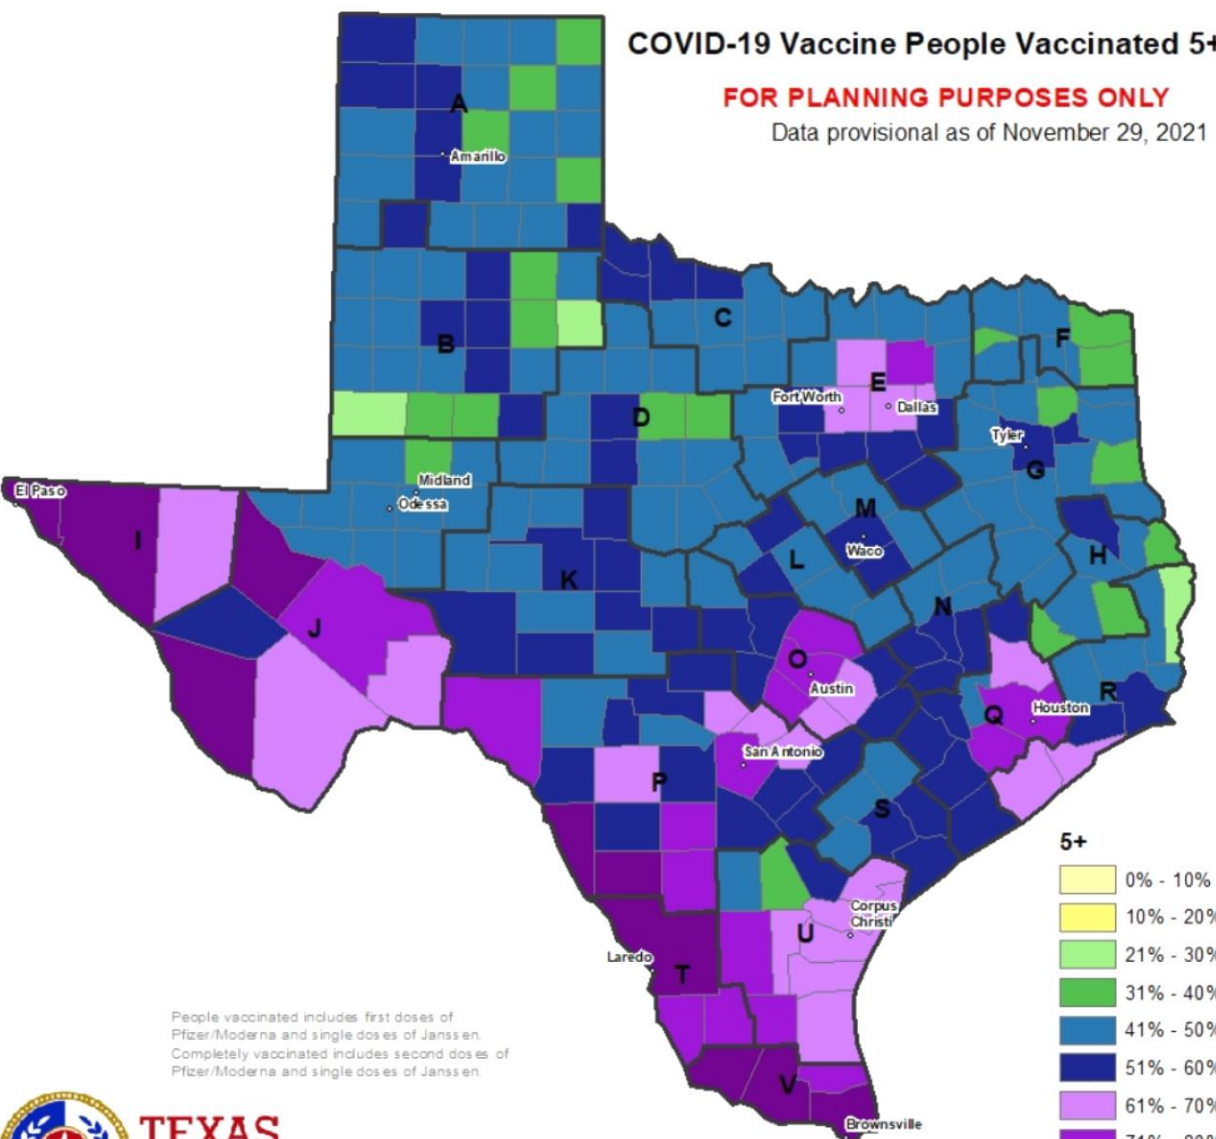 COVID-19 Vaccine People Vaccinated 5+
FOR PLANNING PURPOSES ONLY
Data provisional as of November 29, 2021
A
Amarillo
B
C
F
E
Fort Worth
Dallas
D
Tyler
G
Midland
Odessa
El Paso
I
M
Waco
H
L
K
N
J
O
Austin
R
Q
Houston
San Antonio
P
S
5+
0% - 10%
10% - 20%
21% - 30%
31% - 40%
41% - 50%
51% - 60%
61% - 70%
Corpus
Christi
U
Laredo
T
V
Brownsville
People vaccinated includes first doses of
Pfizer/Moderna and single doses of Janssen.
Completely vaccinated includes second doses of
Pfizer/Moderna and single doses of Janssen.
TEXAS